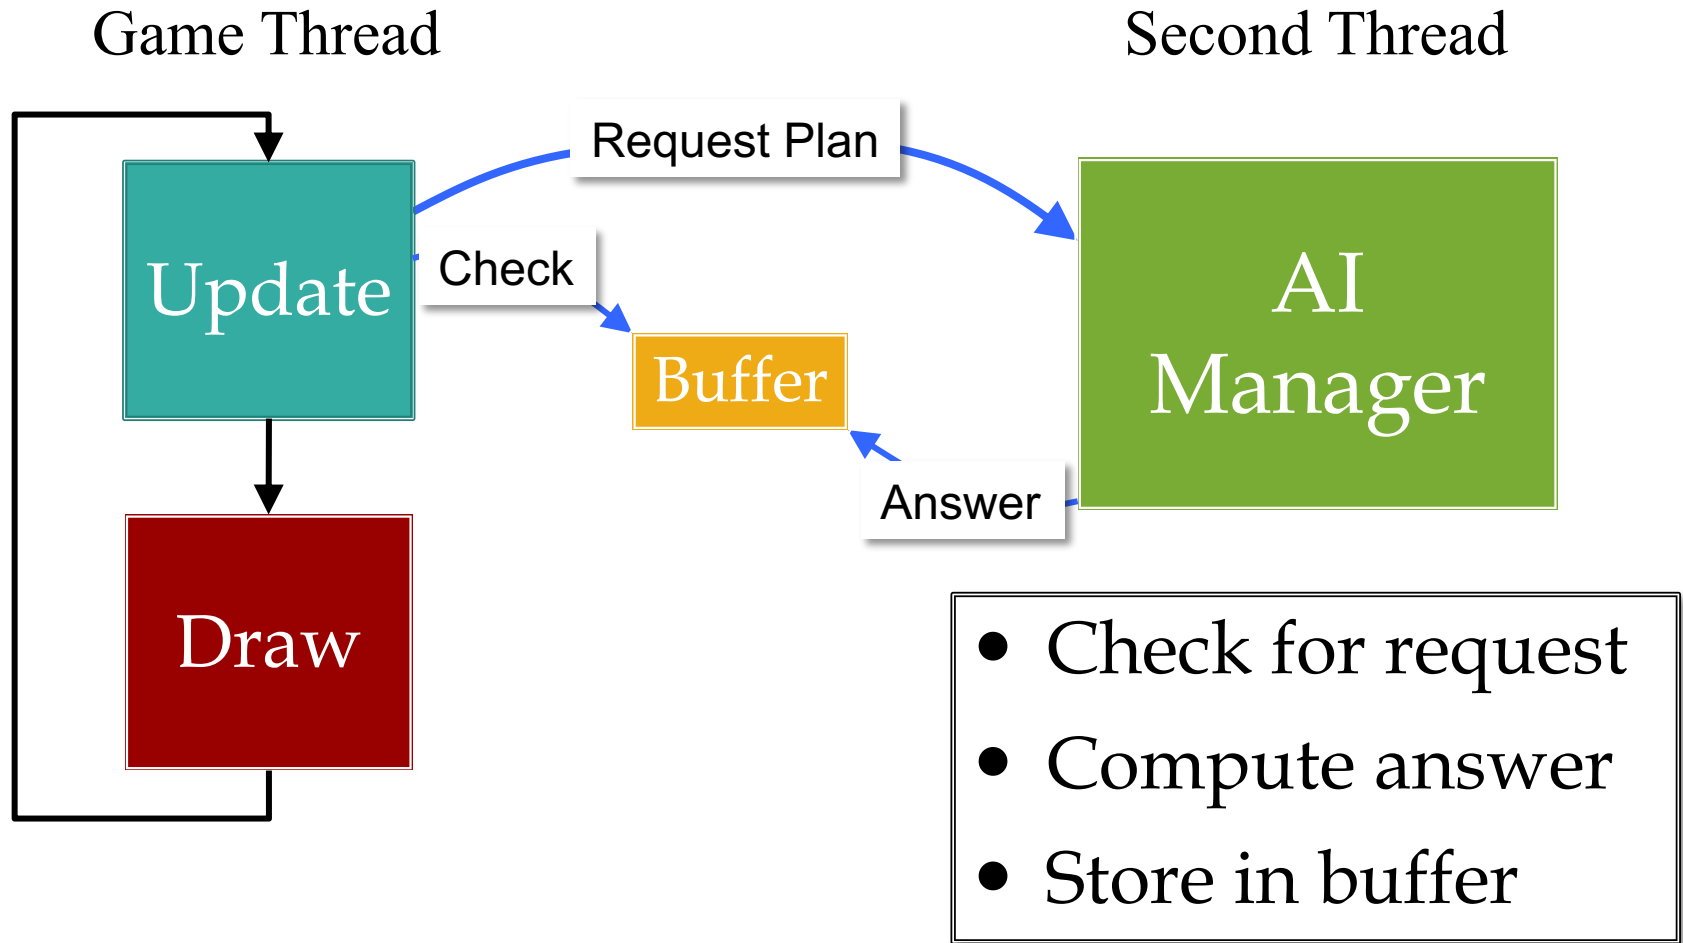 Game Thread
Second Thread
Request Plan
Check
Update
Buffer
AI
Manager
Answer
Draw
• Check for request
• Compute answer
• Store in buffer